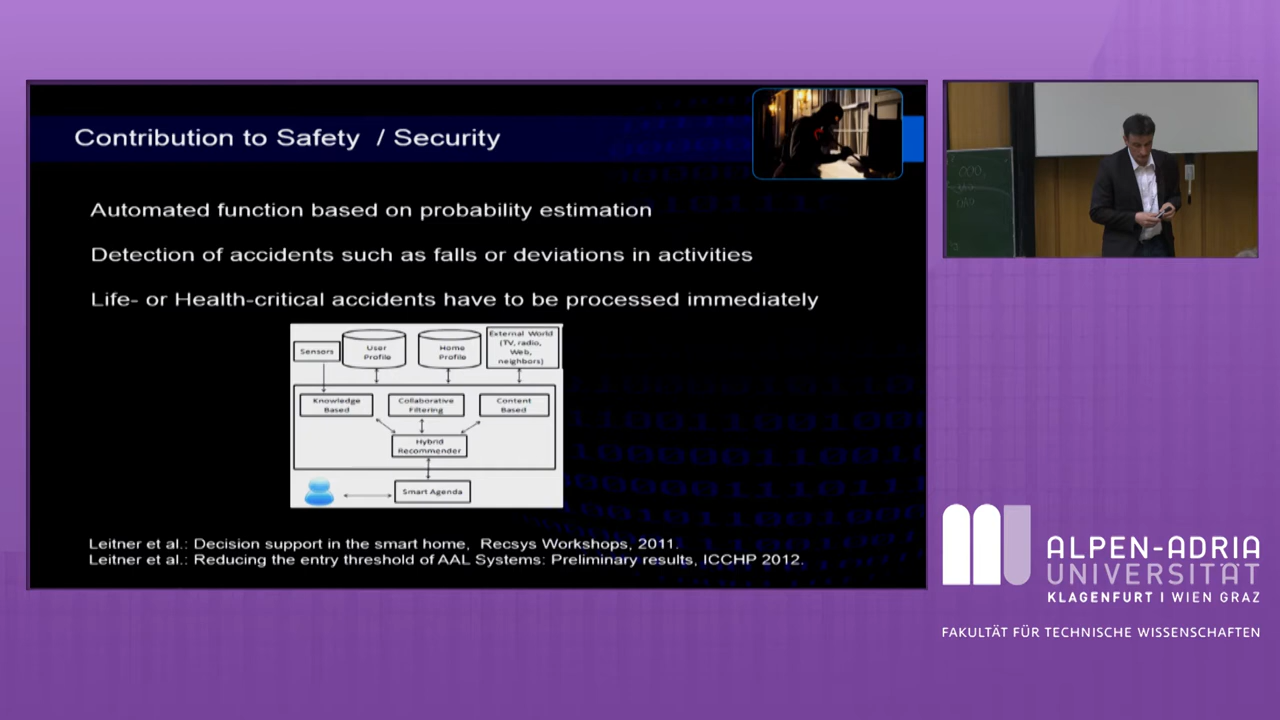 Contribution to Safety / Security
Automated function based on probability estimation
Detection of accidents such as falls or deviations in activities
Life- or Health-critical accidents have to be processed immediately
Sensors
User
Profile
Home
Profile
External World
(TV, radio,
Web,
neighbors)
Knowledge
Based
Collaborative
Filtering
Content
Based
Hybrid
Recommender
Smart Agenda
Leitner et al.: Decision support in the smart home, Recsys Workshops, 2011.
Leitner et al.: Reducing the entry threshold of AAL Systems: Preliminary results, ICCHP 2012.
ALPEN-ADRIA
UNIVERSITÄT
KLAGENFURT I WIEN GRAZ
FAKULTÄT FÜR TECHNISCHE WISSENSCHAFTEN